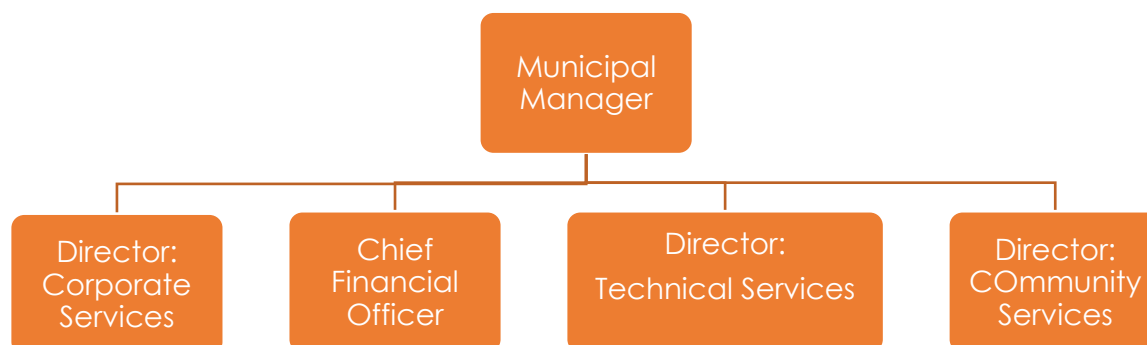 Municipal
Manager
Director:
Corporate
Services
Chief
Financial
Officer
Director:
Technical Services
Director:
COmmunity
Services